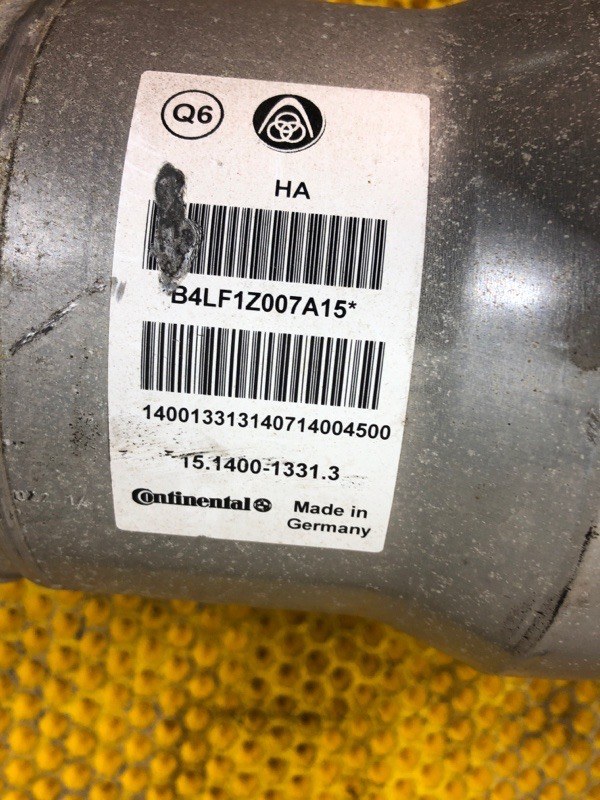 Q6
HA
B4LF1Z007A15*
140013313140714004500
15.1400-1331.3
Continental
Made in
Germany